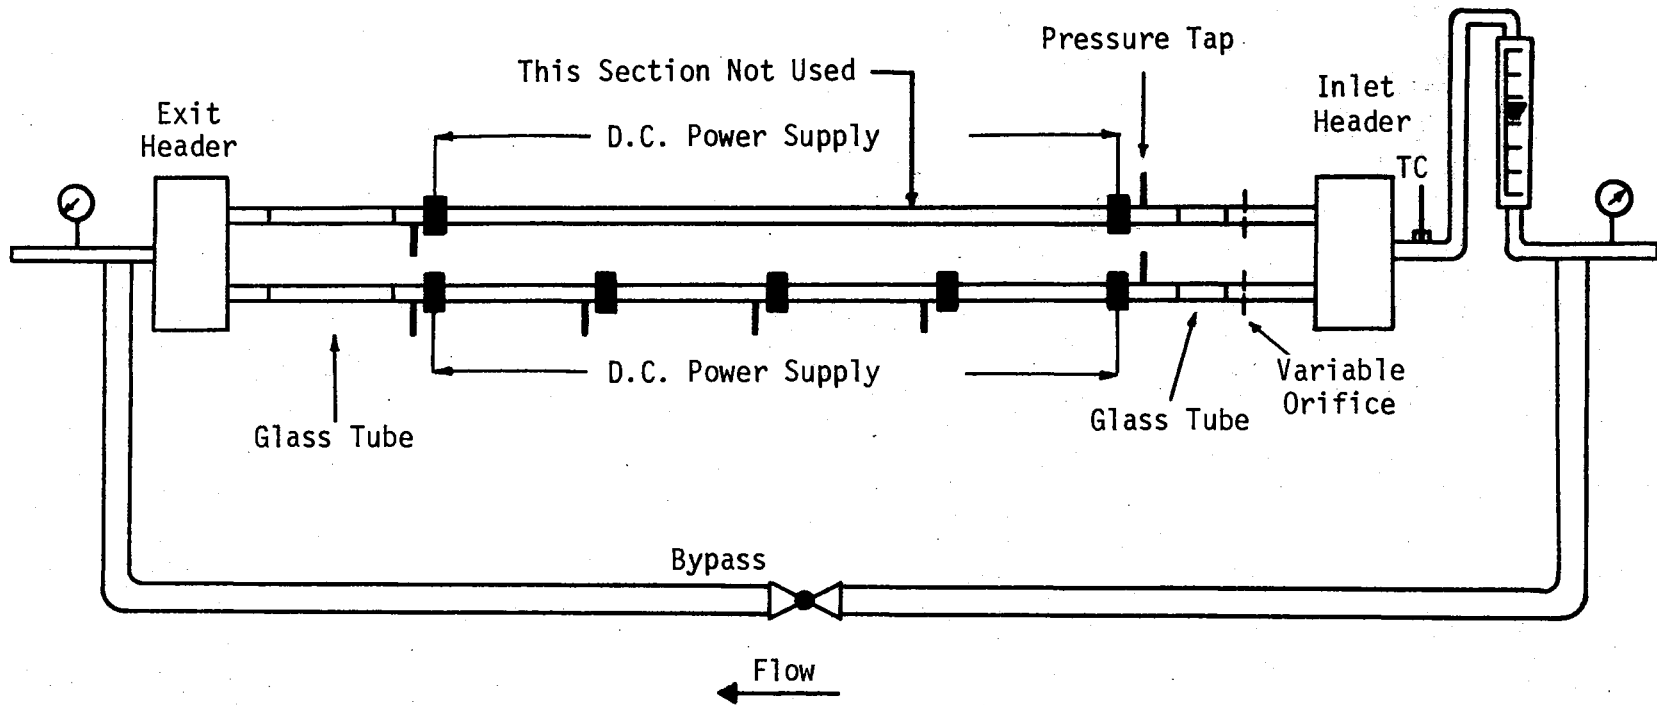 Pressure Tap
This Section Not Used
Inlet
Header
Exit
Header
D.C. Power Supply
TC
D.C. Power Supply
Variable
Orifice
Glass Tube
Glass Tube
Bypass
Flow